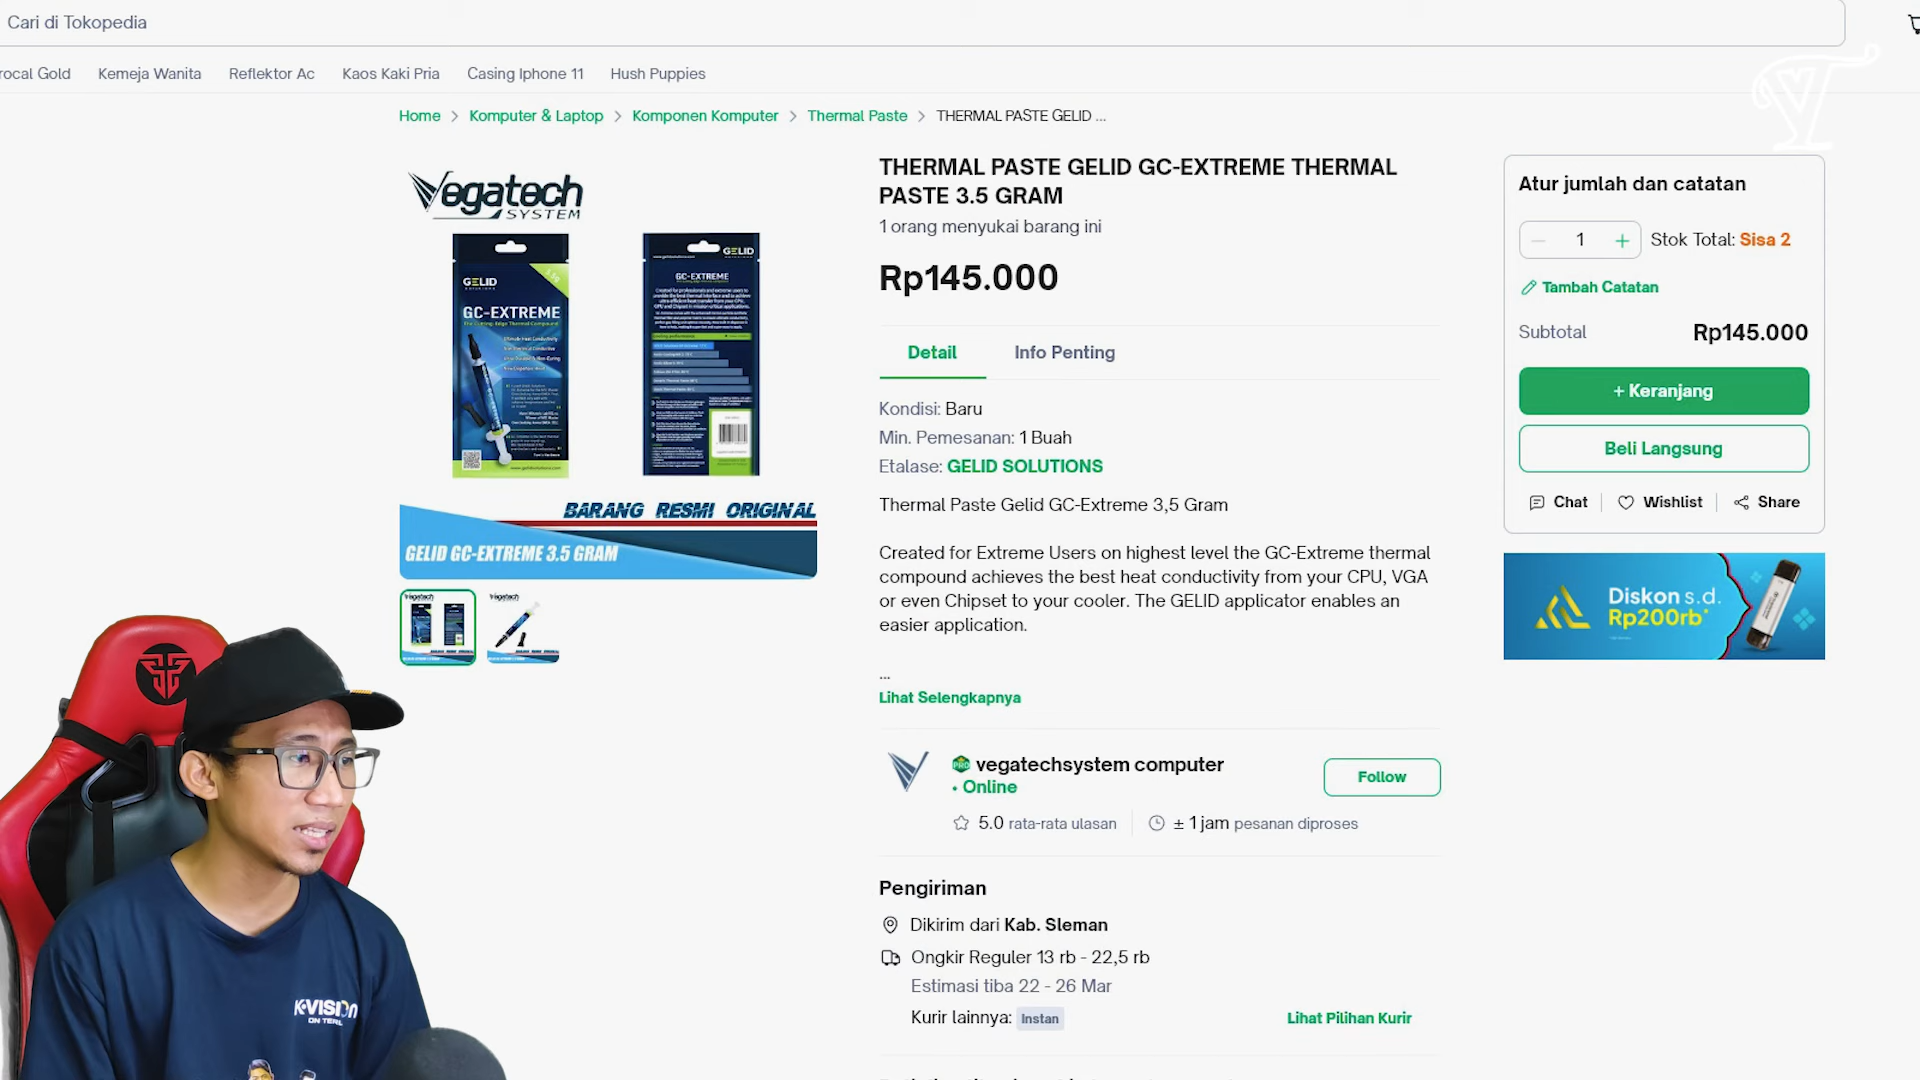 Cari di Tokopedia
rocal Gold Kemeja Wanita Reflektor Ac Kaos Kaki Pria Casing Iphone 11 Hush Puppies
Home > Komputer & Laptop > Komponen Komputer > Thermal Paste > THERMAL PASTE GELID ...
Vegatech
SYSTEM
GELID
SOLUTIONS
GC-EXTREME
GELID
GC-EXTREME
BARANG RESMI ORIGINAL
GELID GC-EXTREME 3.5 GRAM
THERMAL PASTE GELID GC-EXTREME THERMAL
PASTE 3.5 GRAM
1 orang menyukai barang ini
Rp145.000
Detail Info Penting
Kondisi: Baru
Min. Pemesanan: 1 Buah
Etalase: GELID SOLUTIONS
Thermal Paste Gelid GC-Extreme 3,5 Gram
Created for Extreme Users on highest level the GC-Extreme thermal
compound achieves the best heat conductivity from your CPU, VGA
or even Chipset to your cooler. The GELID applicator enables an
easier application.
...
Lihat Selengkapnya
vegatechsystem computer
• Online
Follow
5.0 rata-rata ulasan ± 1 jam pesanan diproses
Pengiriman
Dikirim dari Kab. Sleman
Ongkir Reguler 13 rb - 22,5 rb
Estimasi tiba 22 - 26 Mar
Kurir lainnya: Instan
Lihat Pilihan Kurir
Atur jumlah dan catatan
1 Stok Total: Sisa 2
Tambah Catatan
Subtotal Rp145.000
+ Keranjang
Beli Langsung
Chat Wishlist Share
Diskon s.d.
Rp200rb*
K-VISION